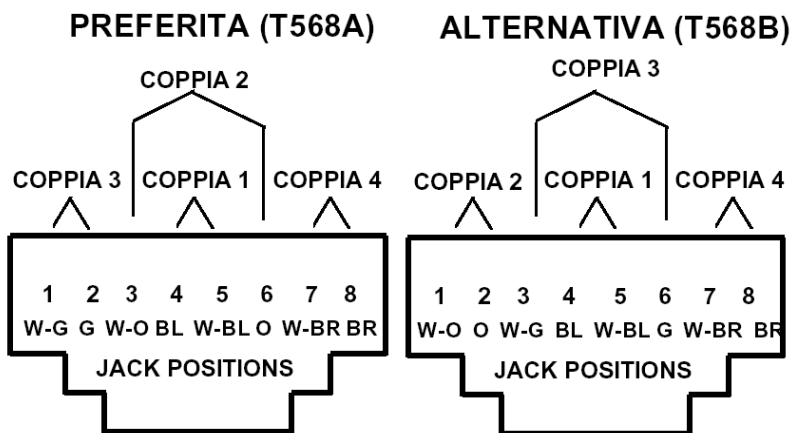 PREFERITA (T568A)
COPPIA 2
COPPIA 3 COPPIA 1 COPPIA 4
1 2 3 4 5 6 7 8
W-G G W-O BL W-BL O W-BR BR
JACK POSITIONS
ALTERNATIVA (T568B)
COPPIA 3
COPPIA 2 COPPIA 1 COPPIA 4
1 2 3 4 5 6 7 8
W-O O W-G BL W-BL G W-BR BR
JACK POSITIONS